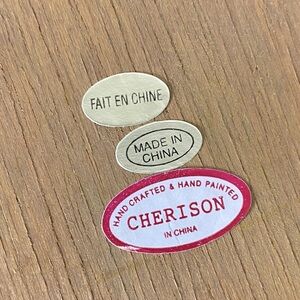 FAIT EN CHINE
MADE IN
CHINA
HAND CRAFTED & HAND PAINTED
CHERISON
IN CHINA